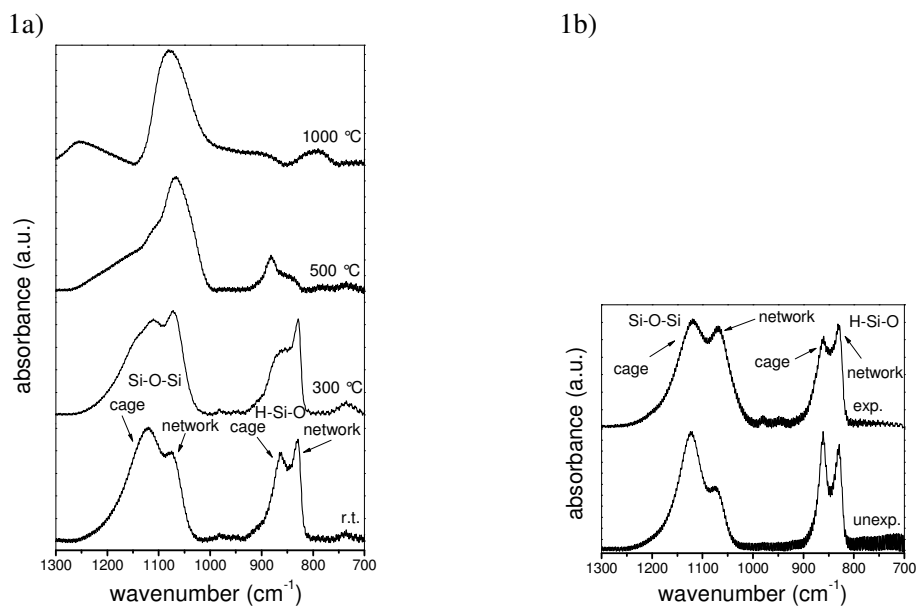 1a)
1000 °C
500 °C
Si-O-Si
300 °C
cage
H-Si-O
cage
network
network
r.t.
absorbance (a.u.)
1300 1200 1100 1000 900 800 700
wavenumber (cm-1)
1b)
Si-O-Si
network
H-Si-O
cage
cage
network
exp.
unexp.
absorbance (a.u.)
1300 1200 1100 1000 900 800 700
wavenumber (cm-1)